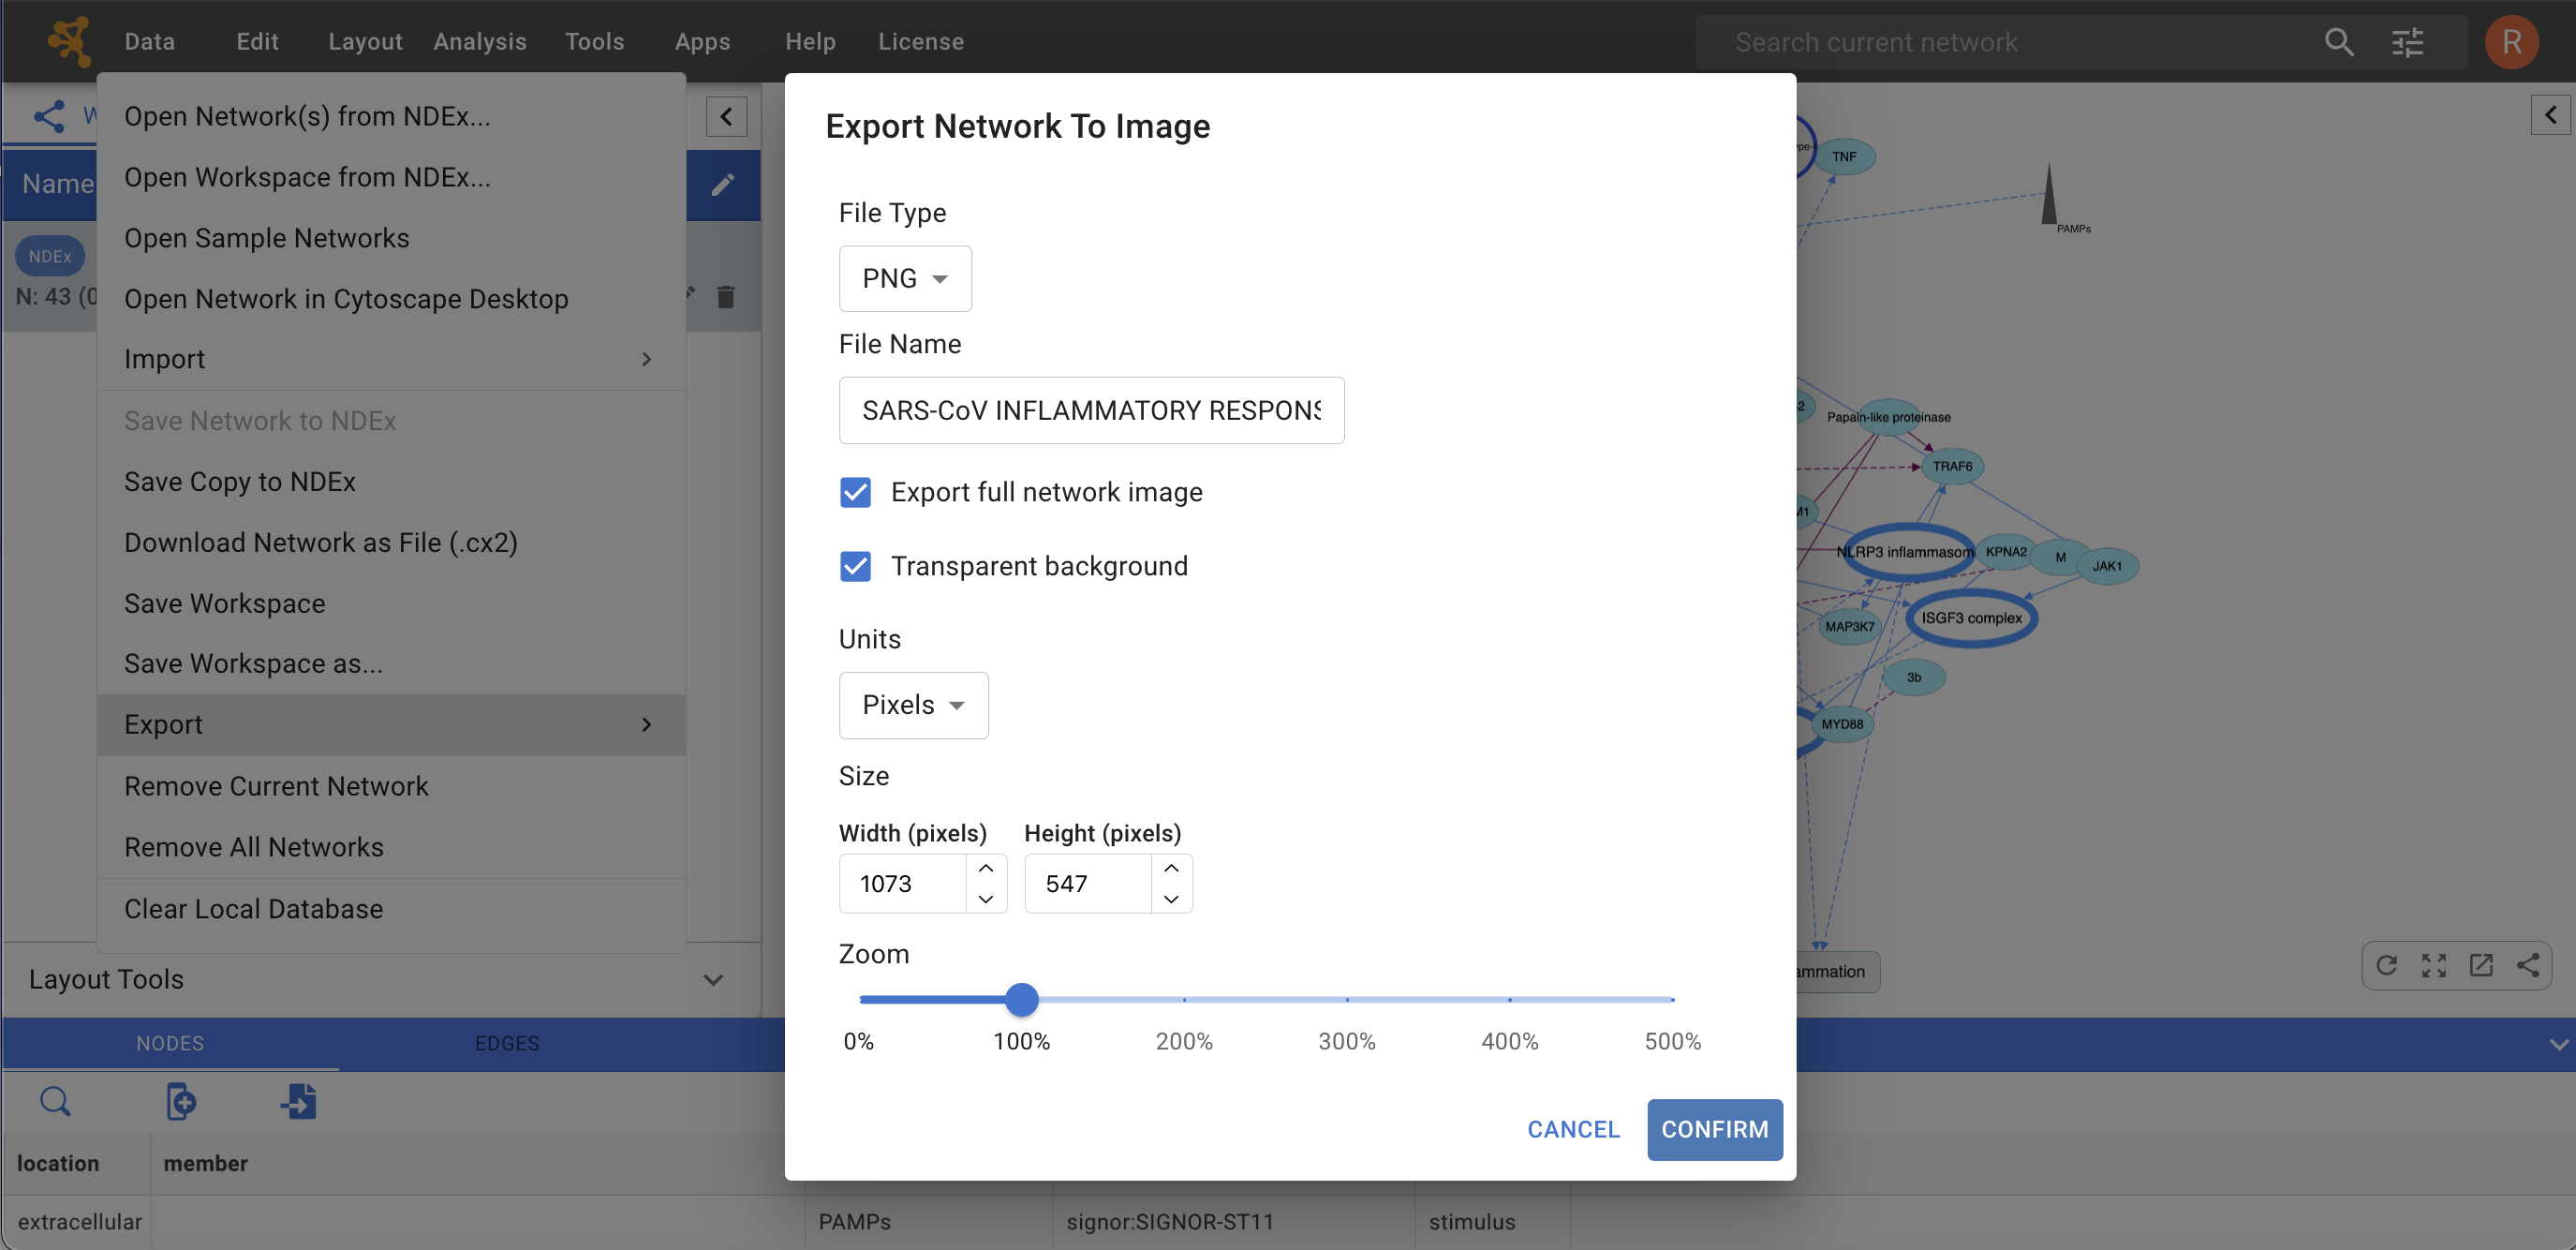 Data Edit Layout Analysis Tools Apps Help License Search current network R
Open Network(s) from NDEx...
Open Workspace from NDEx...
Open Sample Networks
Open Network in Cytoscape Desktop
Import
Save Network to NDEx
Save Copy to NDEx
Download Network as File (.cx2)
Save Workspace
Save Workspace as...
Export
Remove Current Network
Remove All Networks
Clear Local Database
W
Name
NDEx
N: 43 (0
Layout Tools
Export Network To Image
File Type
PNG
File Name
SARS-CoV INFLAMMATORY RESPONS
Export full network image
Transparent background
Units
Pixels
Size
Width (pixels) Height (pixels)
1073 547
Zoom
0% 100% 200% 300% 400% 500%
CANCEL CONFIRM
ype-
TNF
PAMPs
2
Papain-like proteinase
TRAF6
M1
NLRP3 inflammasom
KPNA2
M
JAK1
ISGF3 complex
MAP3K7
3b
MYD88
ammation
NODES EDGES
location member
extracellular PAMPs signor:SIGNOR-ST11 stimulus